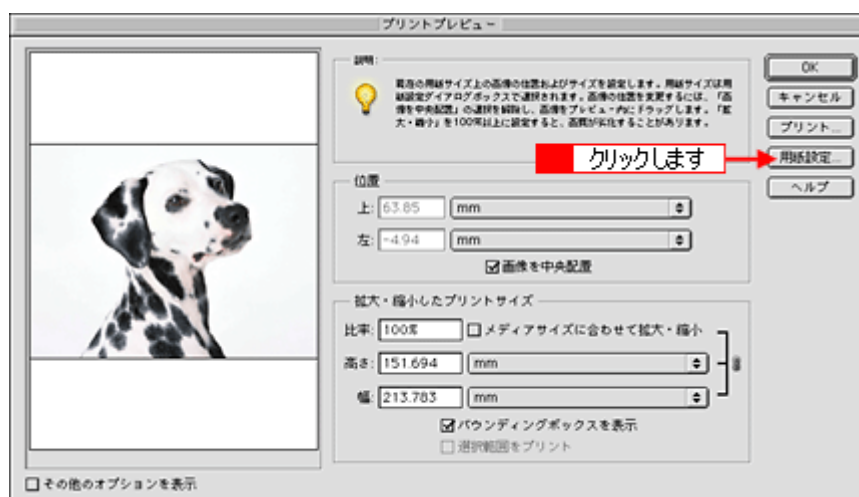 プリントプレビュー
説明:
現在の用紙サイズ上の画像の位置およびサイズを設定します。用紙サイズは用
紙設定ダイアログボックスで選択されます。画像の位置を変更するには、「画
像を中央配置」の選択を解除し、画像をプレビュー内にドラッグします。「拡
大・縮小」を100%以上に設定すると、画質が劣化することがあります。
OK
キャンセル
プリント...
クリックします
用紙設定...
ヘルプ
位置
上: 63.85 mm
左: -4.94 mm
画像を中央配置
拡大・縮小したプリントサイズ
比率: 100% メディアサイズに合わせて拡大・縮小
高さ: 151.694 mm
幅: 213.783 mm
バウンディングボックスを表示
選択範囲をプリント
その他のオプションを表示